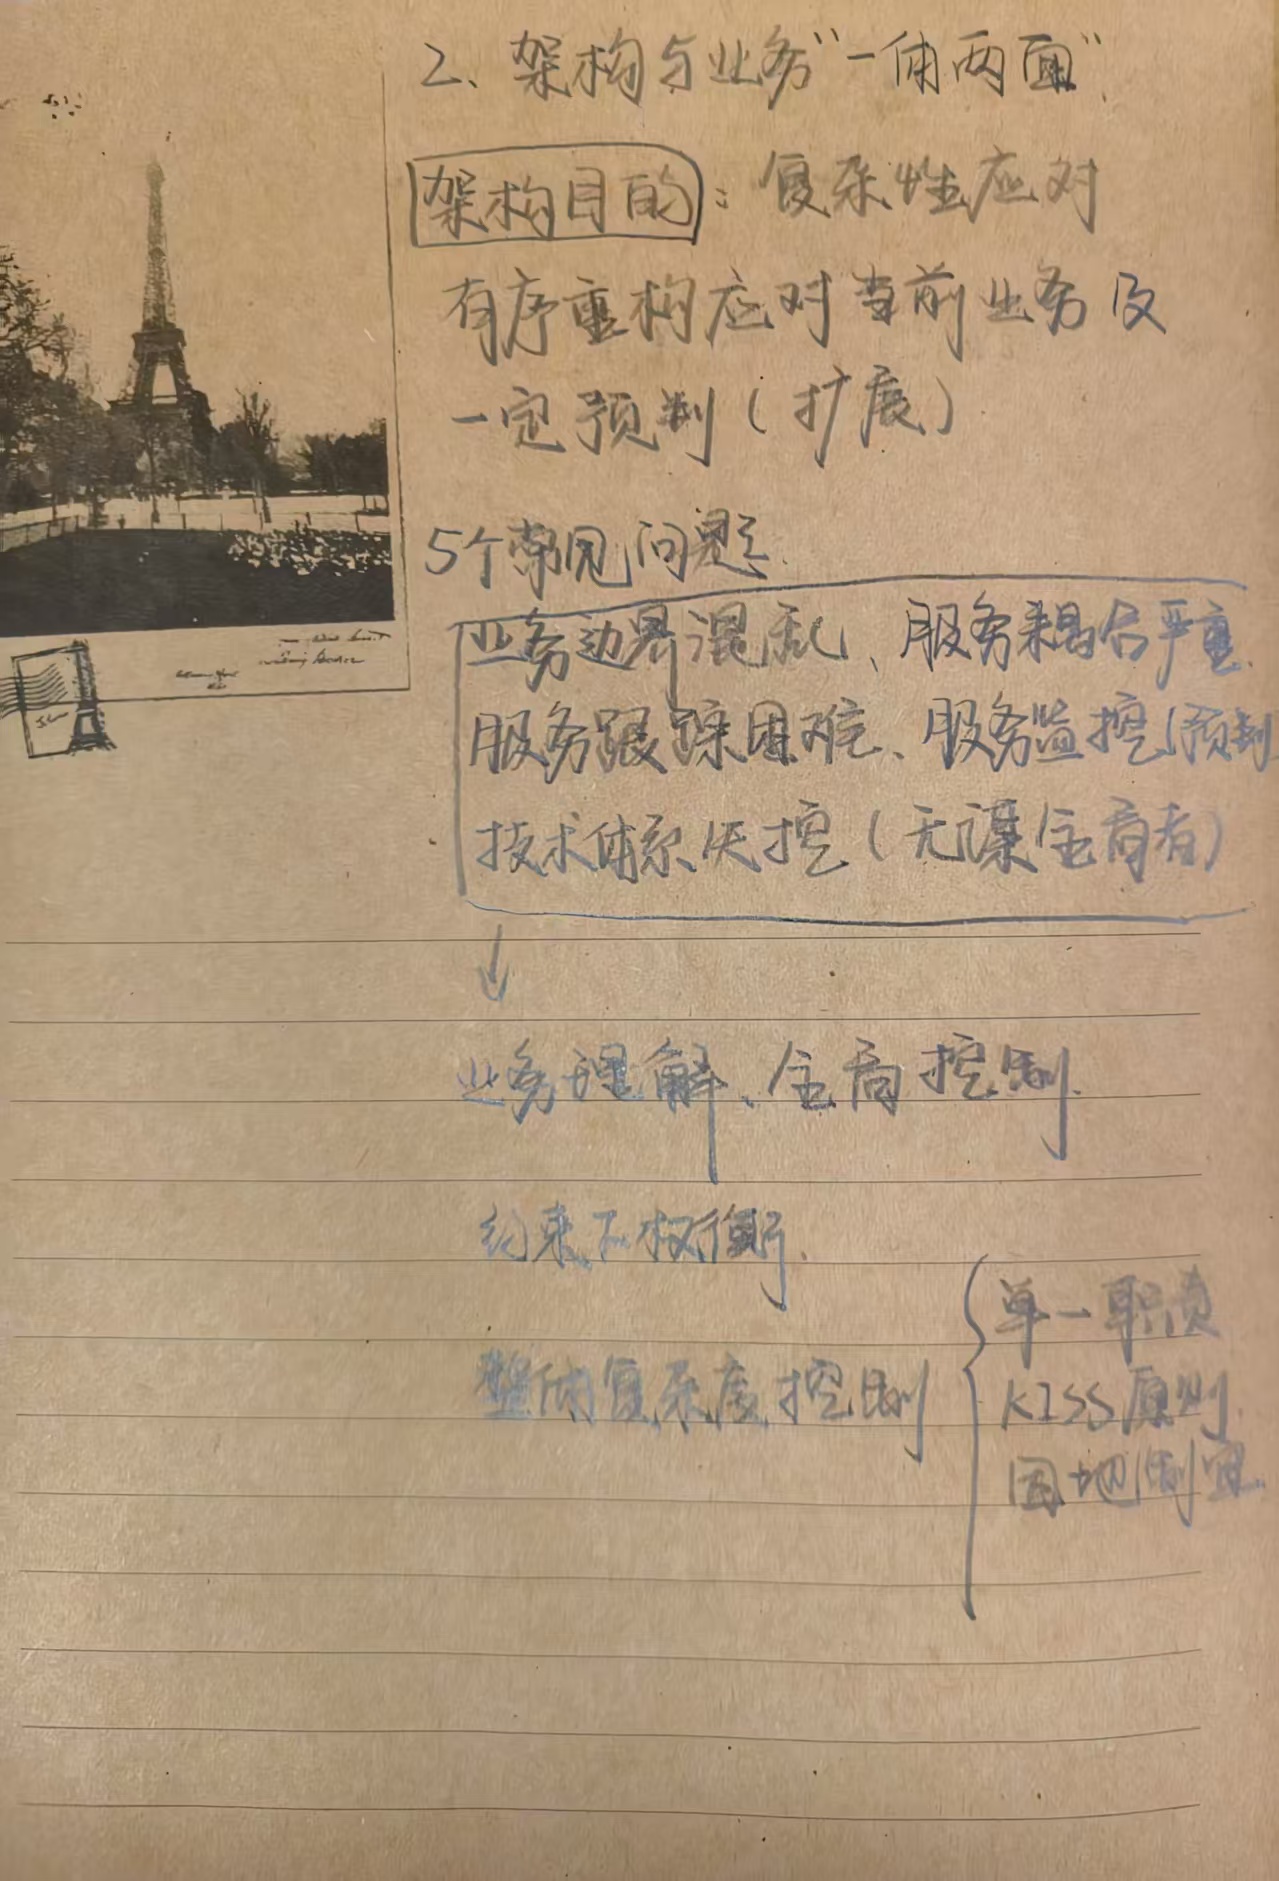 2、架构与业务“一体两面”
架构目的：复杂性应对
有序重构应对当前业务及
一定预判（扩展）
5个常见问题
业务边界混乱、服务耦合严重
服务跟踪困难、服务监控(预判
技术体系失控（无谋全局者）
业务理解、全局控制
约束下权衡
整体复杂度控制
单一职责
KISS原则
因地制宜